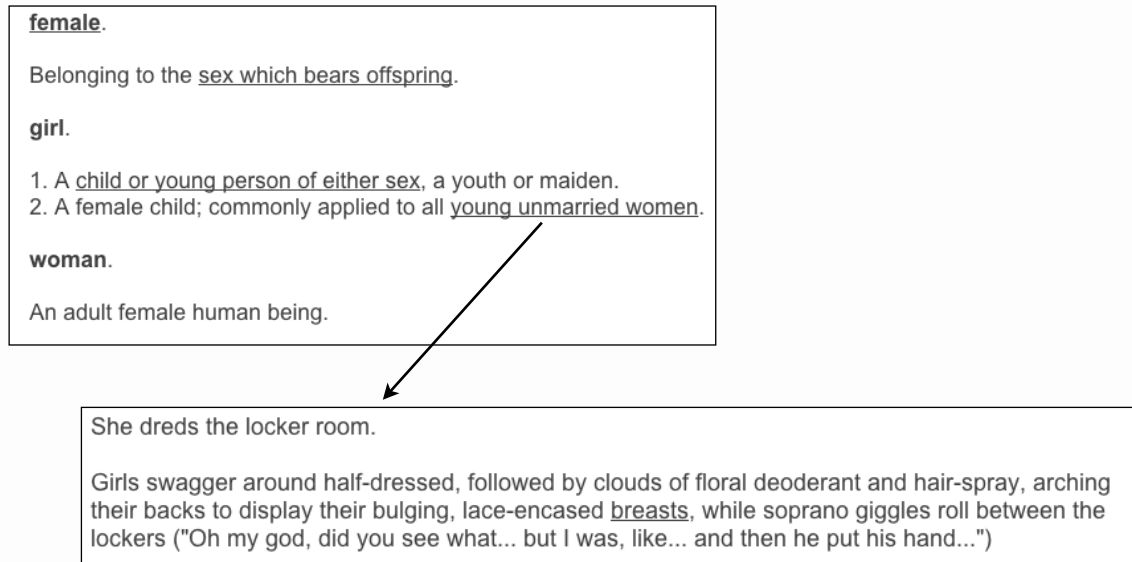 female.
Belonging to the sex which bears offspring.
girl.
1. A child or young person of either sex, a youth or maiden.
2. A female child; commonly applied to all young unmarried women.
woman.
An adult female human being.
She dreds the locker room.
Girls swagger around half-dressed, followed by clouds of floral deoderant and hair-spray, arching
their backs to display their bulging, lace-encased breasts, while soprano giggles roll between the
lockers ("Oh my god, did you see what... but I was, like... and then he put his hand...")